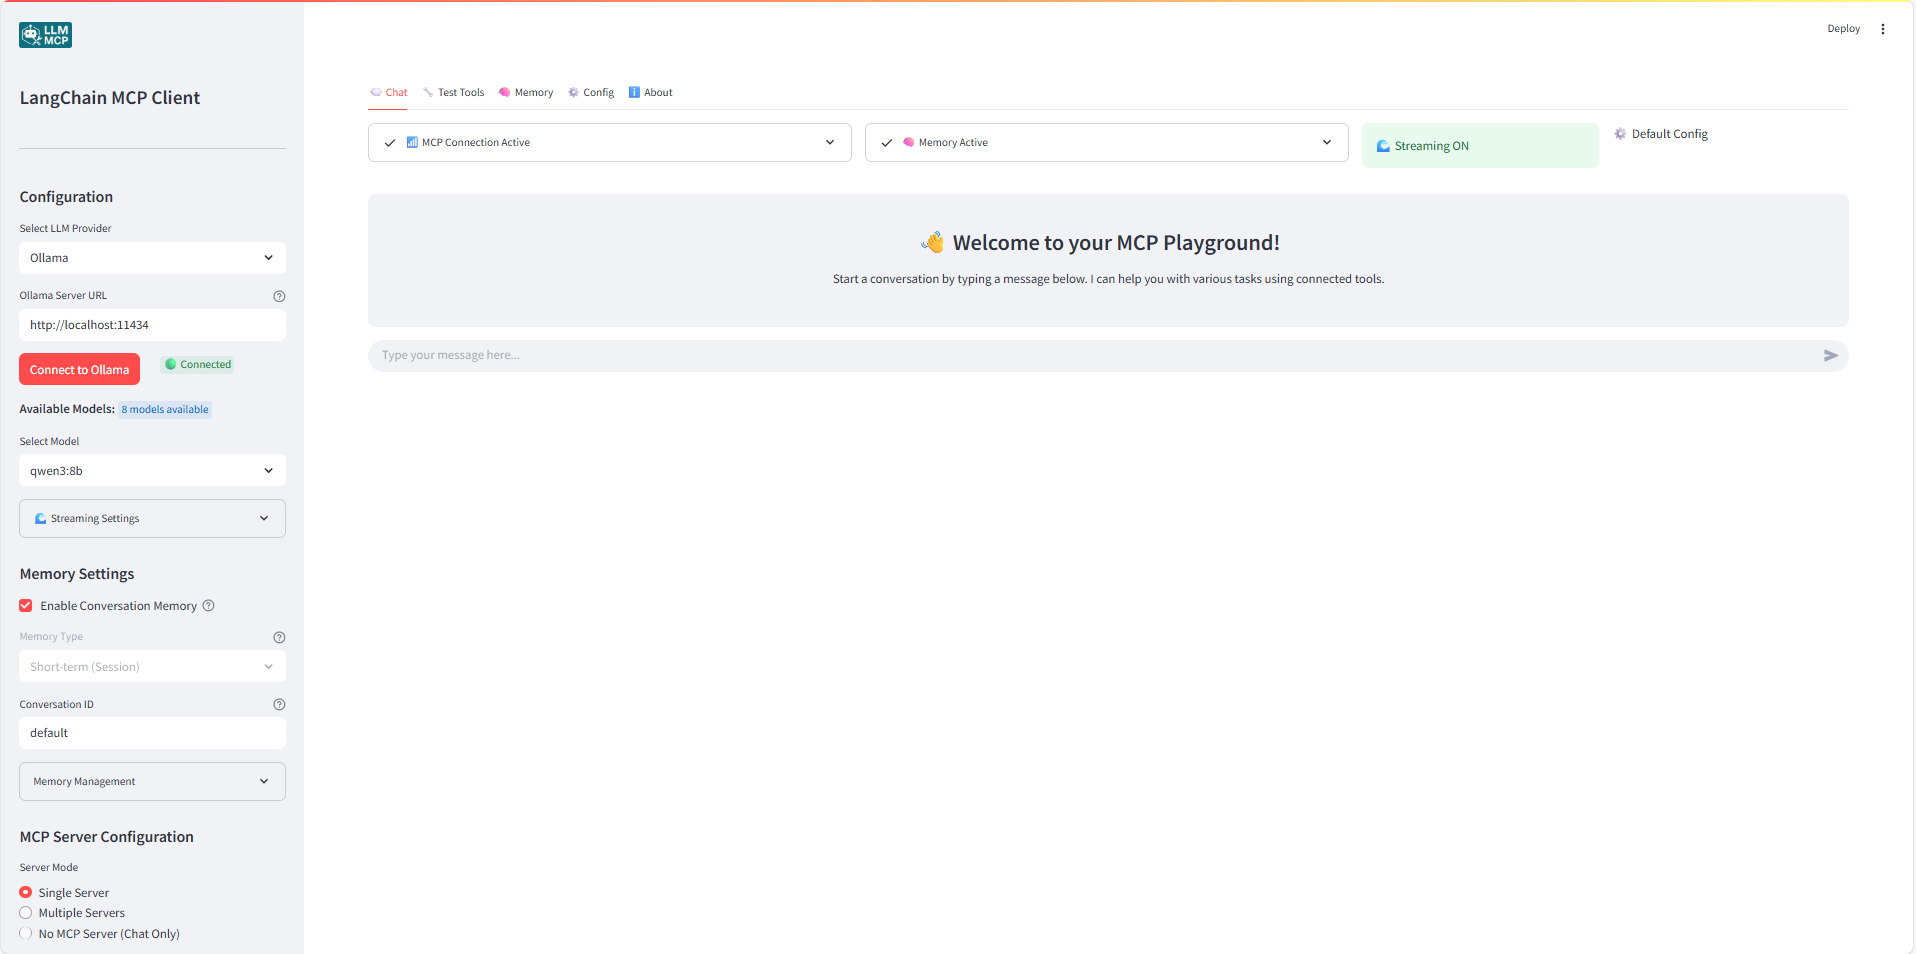 LLM
MCP
LangChain MCP Client
Configuration
Select LLM Provider
Ollama
Ollama Server URL
http://localhost:11434
Connect to Ollama
Connected
Available Models: 8 models available
Select Model
qwen3:8b
Streaming Settings
Memory Settings
Enable Conversation Memory
Memory Type
Short-term (Session)
Conversation ID
default
Memory Management
MCP Server Configuration
Server Mode
Single Server
Multiple Servers
No MCP Server (Chat Only)
Deploy
Chat Test Tools Memory Config About
MCP Connection Active
Memory Active
Streaming ON
Default Config
Welcome to your MCP Playground!
Start a conversation by typing a message below. I can help you with various tasks using connected tools.
Type your message here...